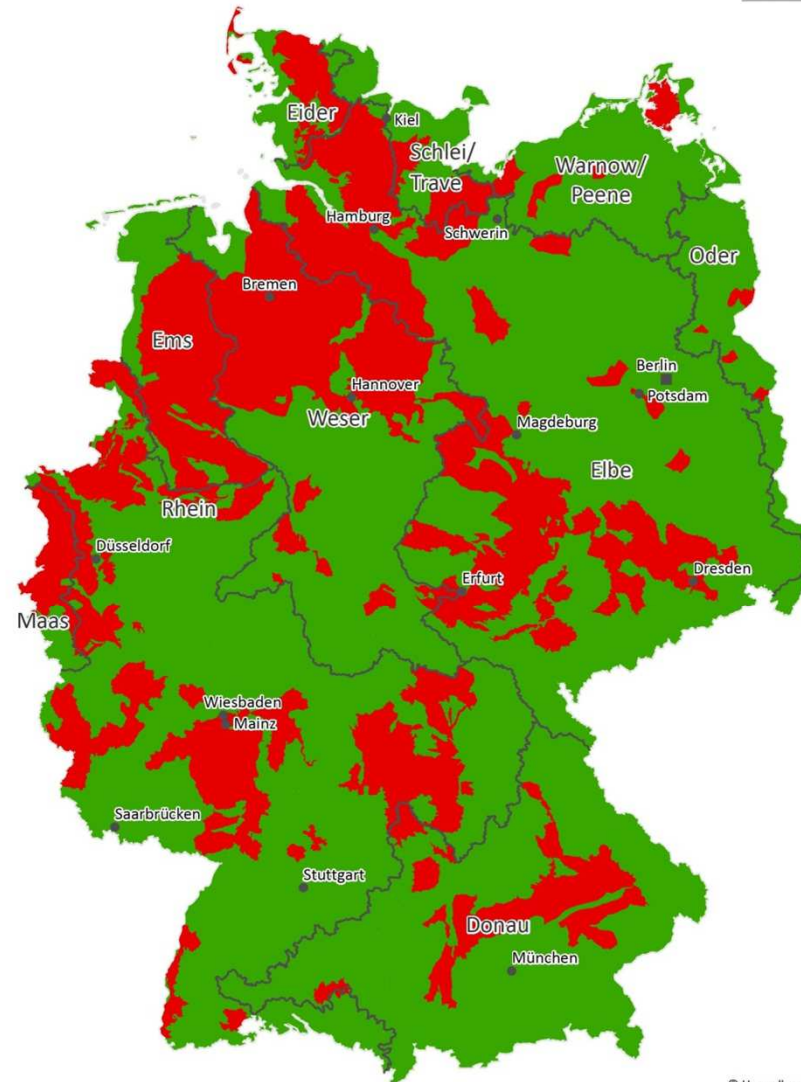 Eider
Kiel
Schlei/
Trave
Warnow/
Peene
Hamburg
Schwerin
Oder
Bremen
Ems
Berlin
Hannover
Potsdam
Weser
Magdeburg
Elbe
Rhein
Düsseldorf
Erfurt
Dresden
Maas
Wiesbaden
Mainz
Saarbrücken
Stuttgart
Donau
München